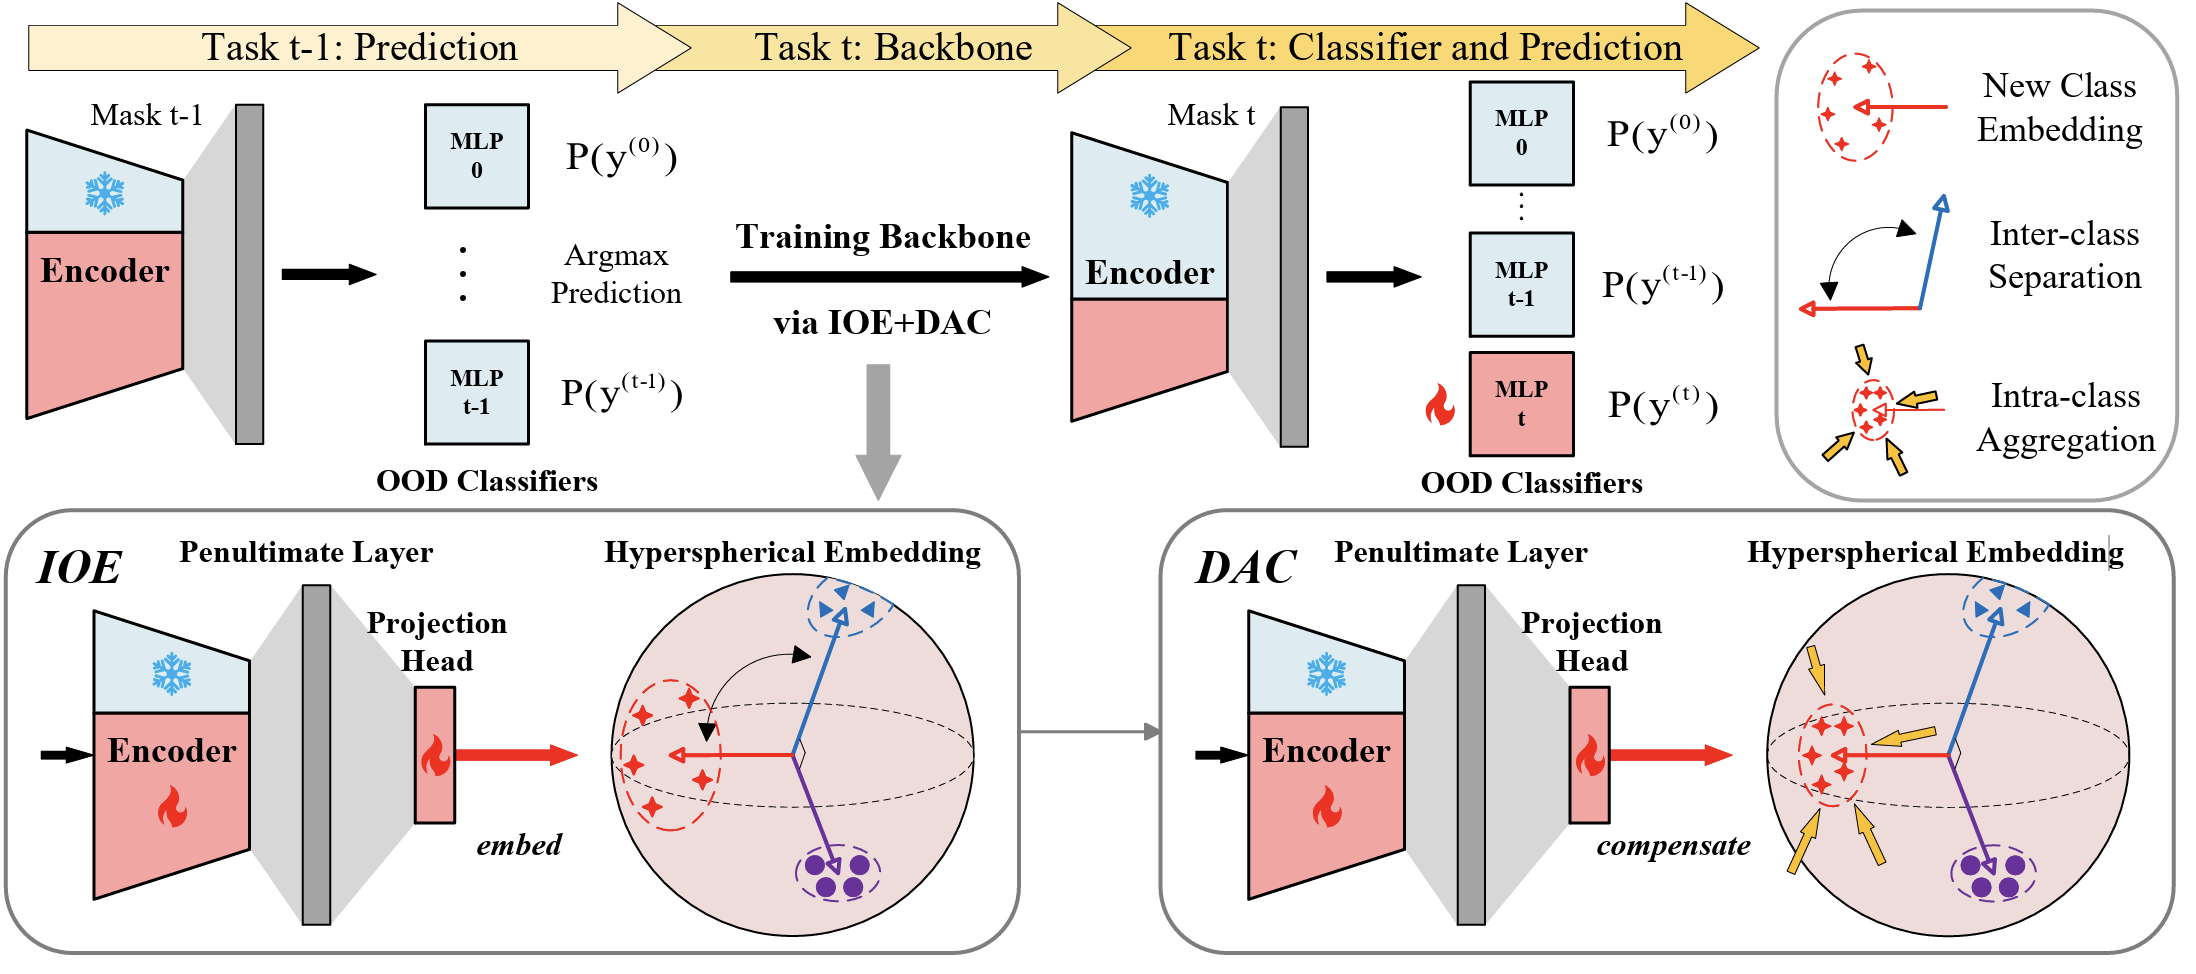 Task t-1: Prediction
Task t: Backbone
Task t: Classifier and Prediction
Mask t-1
Encoder
MLP
0
P(y^(0))
Argmax
Prediction
MLP
t-1
P(y^(t-1))
OOD Classifiers
Training Backbone
via IOE+DAC
Mask t
Encoder
MLP
0
P(y^(0))
MLP
t-1
P(y^(t-1))
MLP
t
P(y^(t))
OOD Classifiers
New Class
Embedding
Inter-class
Separation
Intra-class
Aggregation
IOE
Penultimate Layer
Projection
Head
Encoder
embed
Hyperspherical Embedding
DAC
Penultimate Layer
Projection
Head
Encoder
compensate
Hyperspherical Embedding